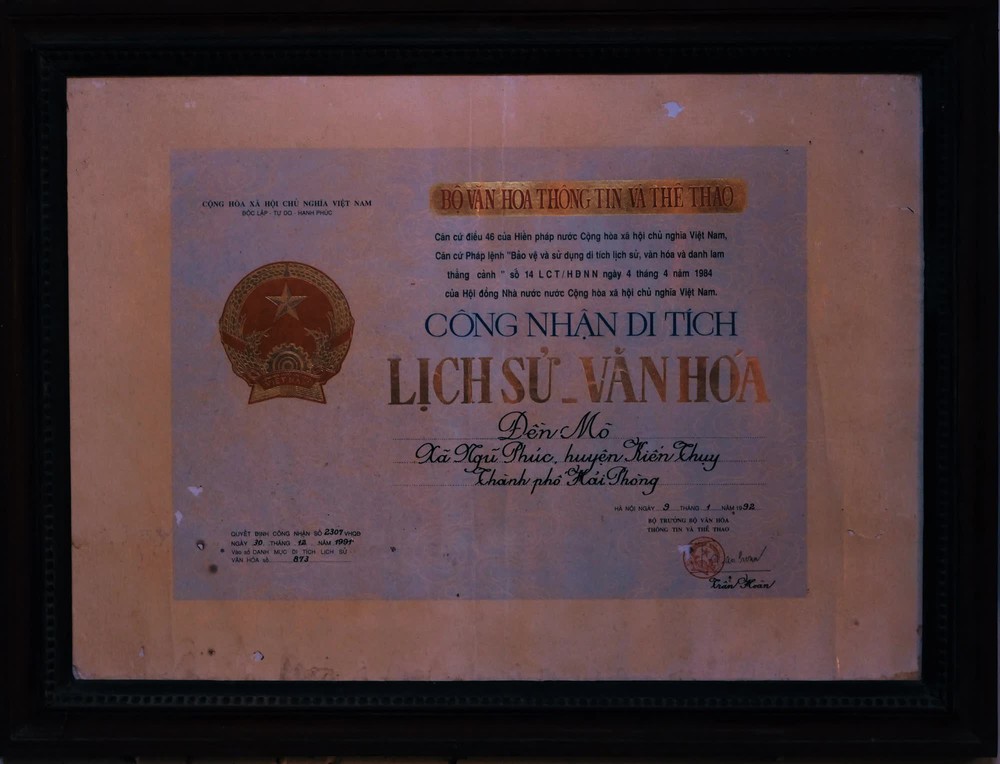 CỘNG HÒA XÃ HỘI CHỦ NGHĨA VIỆT NAM
ĐỘC LẬP - TỰ DO - HẠNH PHÚC
BỘ VĂN HÓA THÔNG TIN VÀ THỂ THAO
Căn cứ điều 46 của Hiến pháp nước Cộng hòa xã hội chủ nghĩa Việt Nam,
Căn cứ Pháp lệnh "Bảo vệ và sử dụng di tích lịch sử, văn hóa và danh lam
thắng cảnh" số 14 LCT/HĐNN ngày 4 tháng 4 năm 1984
của Hội đồng Nhà nước nước Cộng hòa xã hội chủ nghĩa Việt Nam.
CÔNG NHẬN DI TÍCH
LỊCH SỬ_VĂN HÓA
Đền Mõ
Xã Ngũ Phúc, huyện Kiến Thụy
Thành phố Hải Phòng
HÀ NỘI NGÀY 9 THÁNG 1 NĂM 1992
BỘ TRƯỞNG BỘ VĂN HÓA
THÔNG TIN VÀ THỂ THAO
Trần Hoàn
QUYẾT ĐỊNH CÔNG NHẬN SỐ 2307 VHQĐ
NGÀY 30 THÁNG 12 NĂM 1991
Vào sổ DANH MỤC DI TÍCH LỊCH SỬ
VĂN HÓA số 873